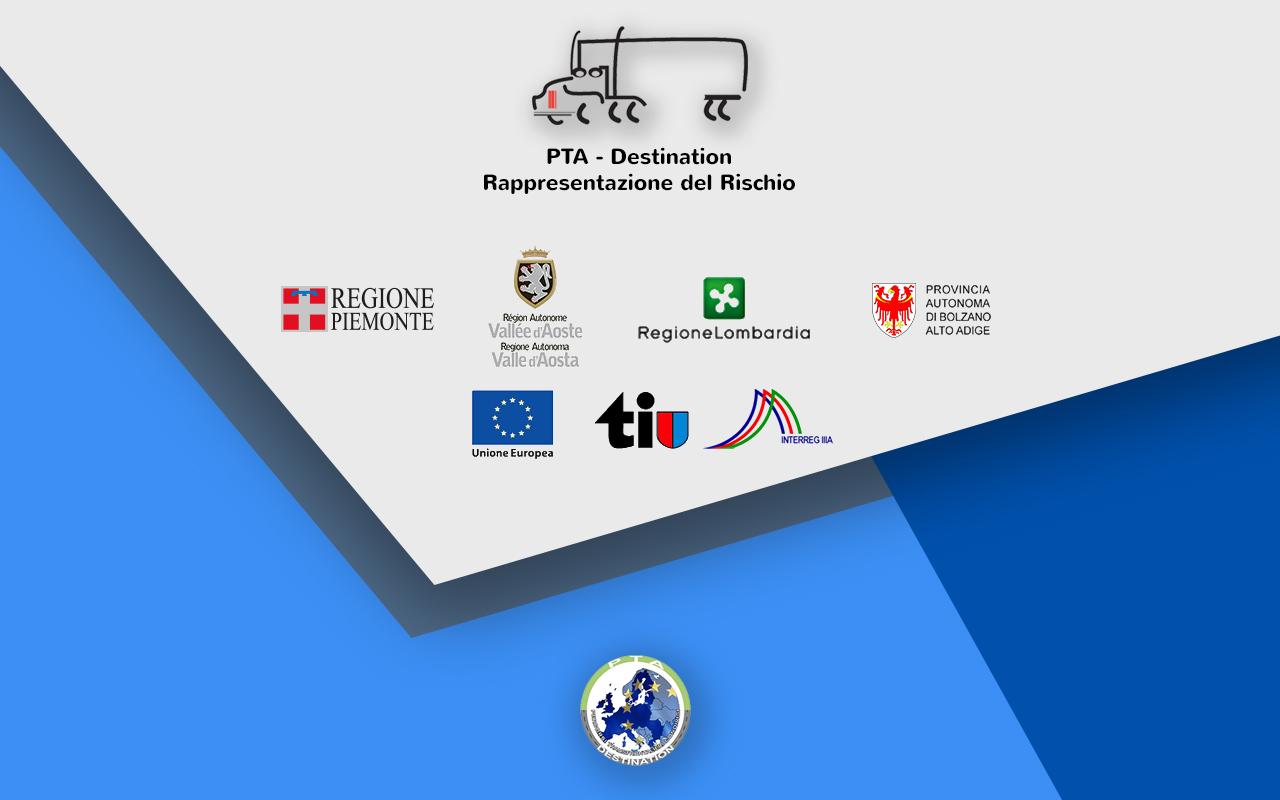 PTA - Destination
Rappresentazione del Rischio
REGIONE
PIEMONTE
Région Autonome
Vallée d'Aoste
Regione Autonoma
Valle d'Aosta
RegioneLombardia
PROVINCIA
AUTONOMA
DI BOLZANO
ALTO ADIGE
Unione Europea
ti
INTERREG IIIA
PTA
DESTINATION